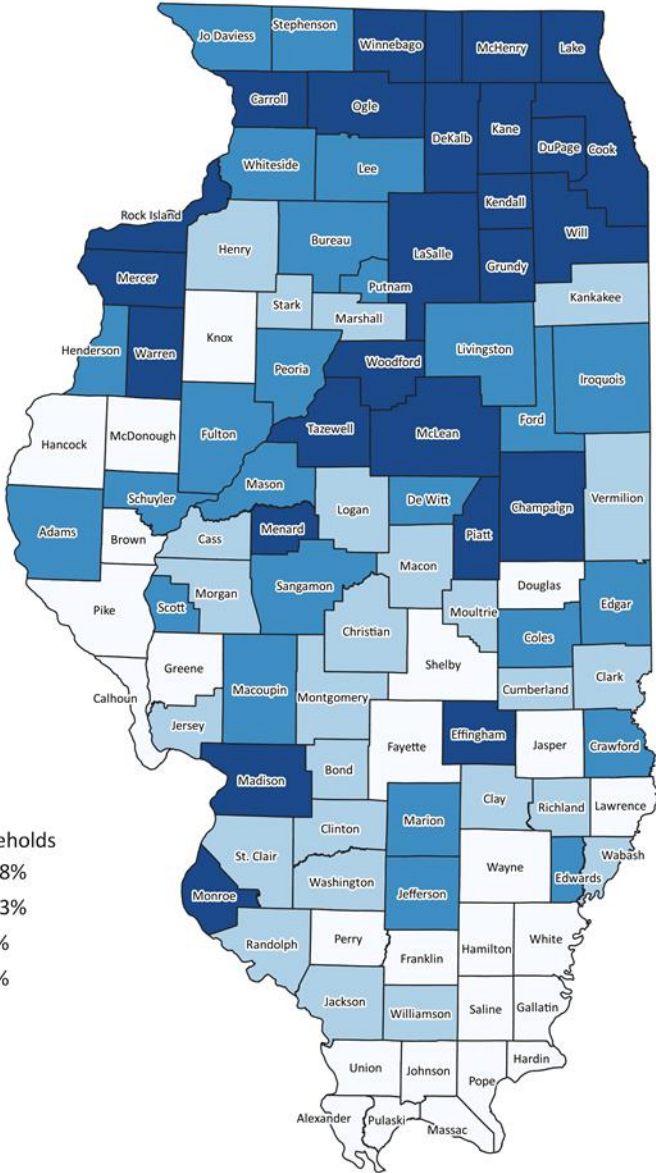 Jo Daviess
Stephenson
Winnebago
McHenry
Lake
Carroll
Ogle
DeKalb
Kane
DuPage
Cook
Whiteside
Lee
Kendall
Rock Island
Will
Henry
Bureau
LaSalle
Grundy
Mercer
Putnam
Kankakee
Stark
Marshall
Knox
Henderson
Warren
Peoria
Woodford
Livingston
Iroquois
Ford
Hancock
McDonough
Fulton
Tazewell
McLean
Mason
Schuyler
Logan
De Witt
Champaign
Vermilion
Adams
Brown
Cass
Menard
Piatt
Macon
Sangamon
Douglas
Pike
Scott
Morgan
Moultrie
Edgar
Christian
Coles
Greene
Shelby
Macoupin
Montgomery
Cumberland
Clark
Calhoun
Jersey
Effingham
Fayette
Jasper
Crawford
Madison
Bond
Clay
Richland
Lawrence
Marion
Clinton
eholds
8%
St. Clair
Wabash
Wayne
Washington
Edwards
Monroe
Jefferson
3%
Randolph
Perry
%
Franklin
Hamilton
White
%
Jackson
Williamson
Saline
Gallatin
Union
Johnson
Hardin
Pope
Alexander
Pulaski
Massac